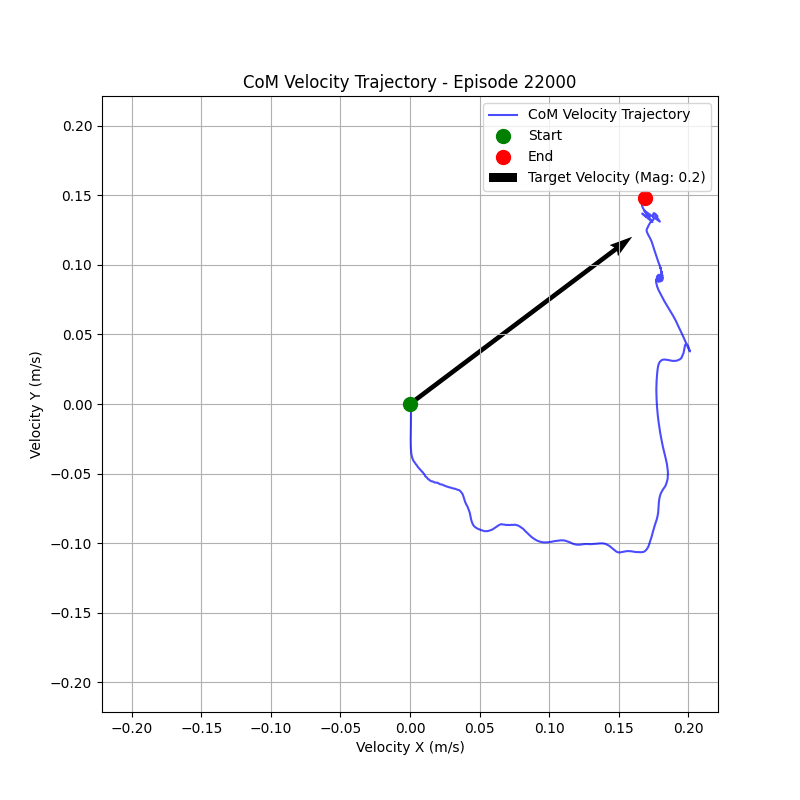 CoM Velocity Trajectory - Episode 22000
CoM Velocity Trajectory
Start
End
Target Velocity (Mag: 0.2)
0.20
0.15
0.10
0.05
0.00
−0.05
−0.10
−0.15
−0.20
Velocity Y (m/s)
−0.20 −0.15 −0.10 −0.05 0.00 0.05 0.10 0.15 0.20
Velocity X (m/s)